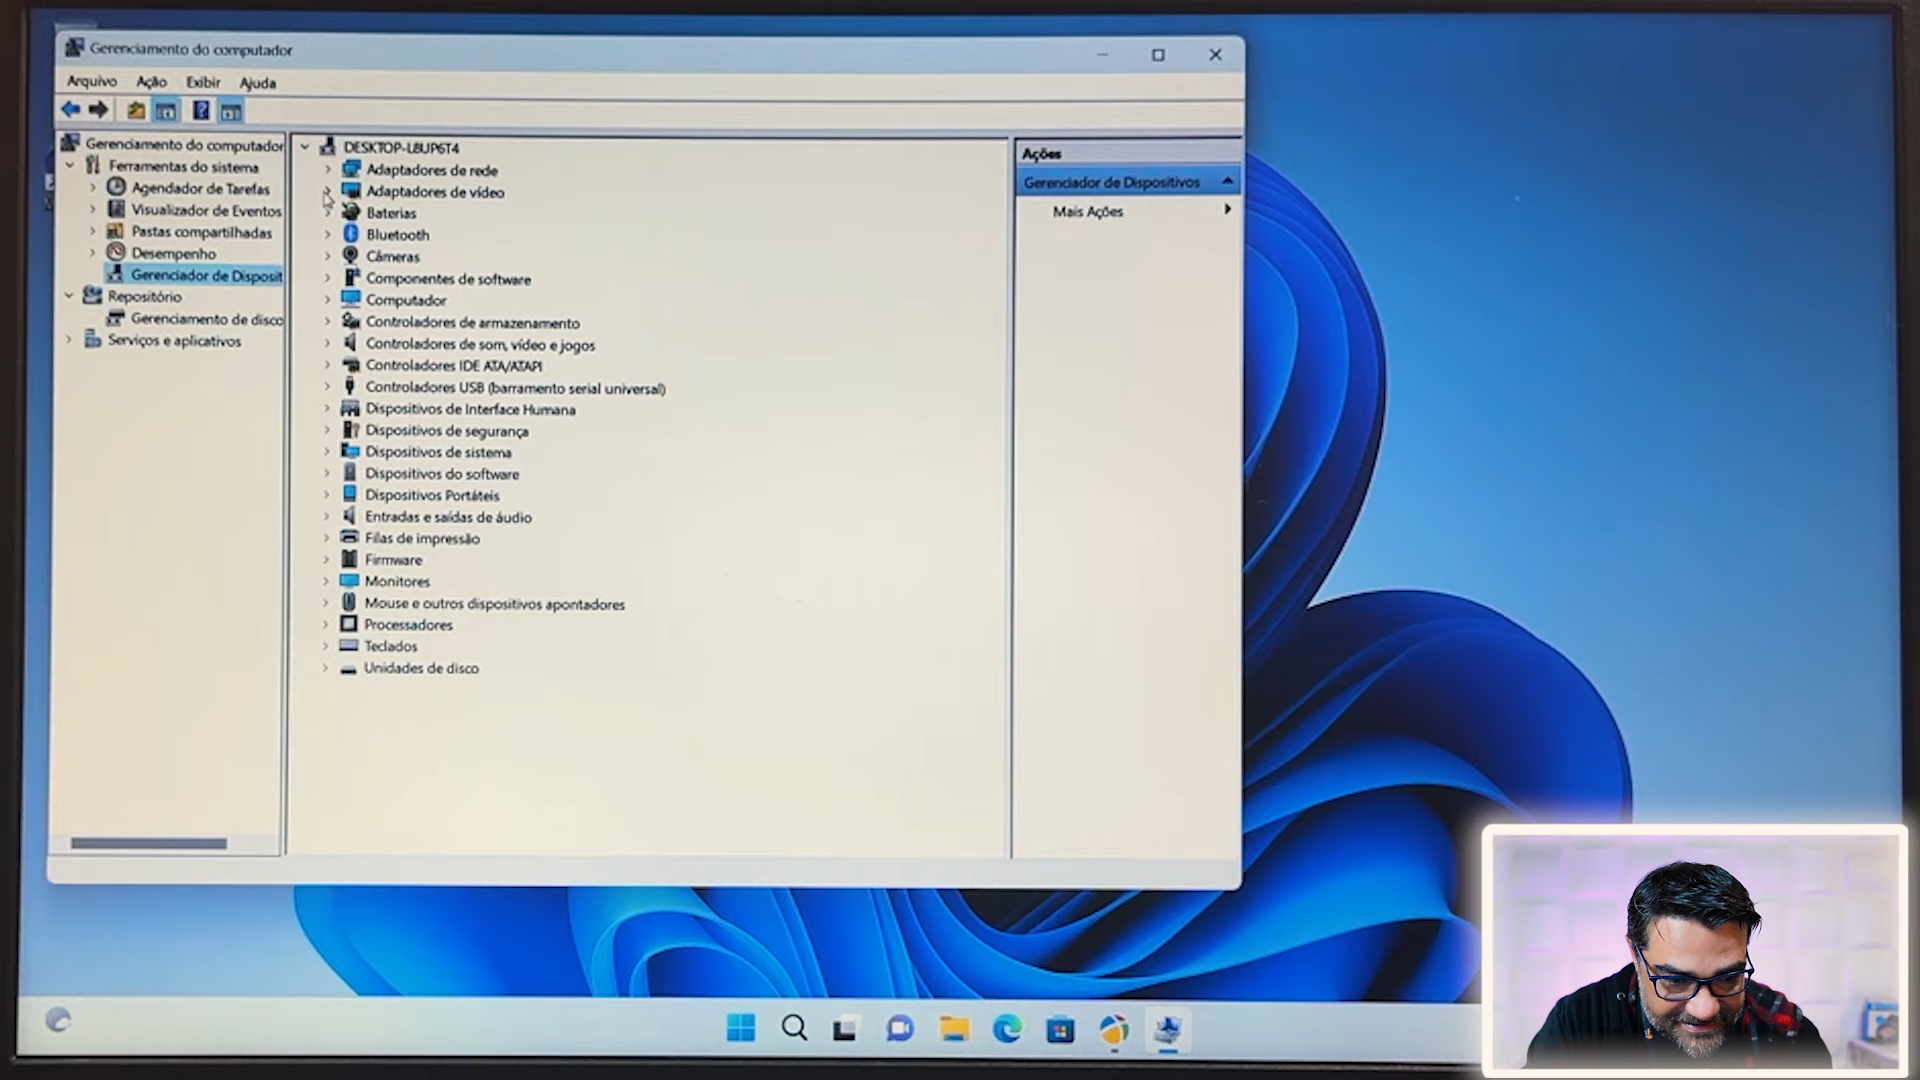 Gerenciamento do computador
Arquivo Ação Exibir Ajuda
Gerenciamento do computador
Ferramentas do sistema
Agendador de Tarefas
Visualizador de Eventos
Pastas compartilhadas
Desempenho
Gerenciador de Disposit
Repositório
Gerenciamento de disco
Serviços e aplicativos
DESKTOP-L8UP6T4
Adaptadores de rede
Adaptadores de vídeo
Baterias
Bluetooth
Câmeras
Componentes de software
Computador
Controladores de armazenamento
Controladores de som, vídeo e jogos
Controladores IDE ATA/ATAPI
Controladores USB (barramento serial universal)
Dispositivos de Interface Humana
Dispositivos de segurança
Dispositivos de sistema
Dispositivos do software
Dispositivos Portáteis
Entradas e saídas de áudio
Filas de impressão
Firmware
Monitores
Mouse e outros dispositivos apontadores
Processadores
Teclados
Unidades de disco
Ações
Gerenciador de Dispositivos
Mais Ações